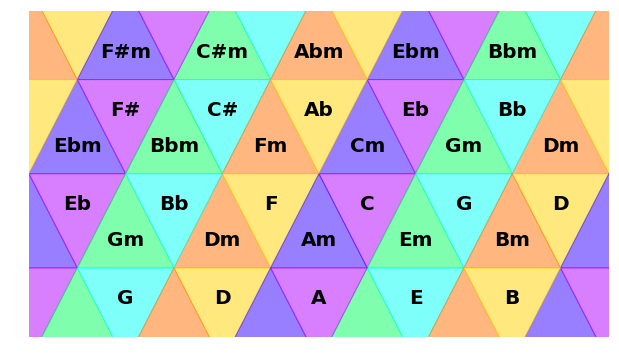 F#m C#m Abm Ebm Bbm
F# C# Ab Eb Bb
Ebm Bbm Fm Cm Gm Dm
Eb Bb F C G D
Gm Dm Am Em Bm
G D A E B